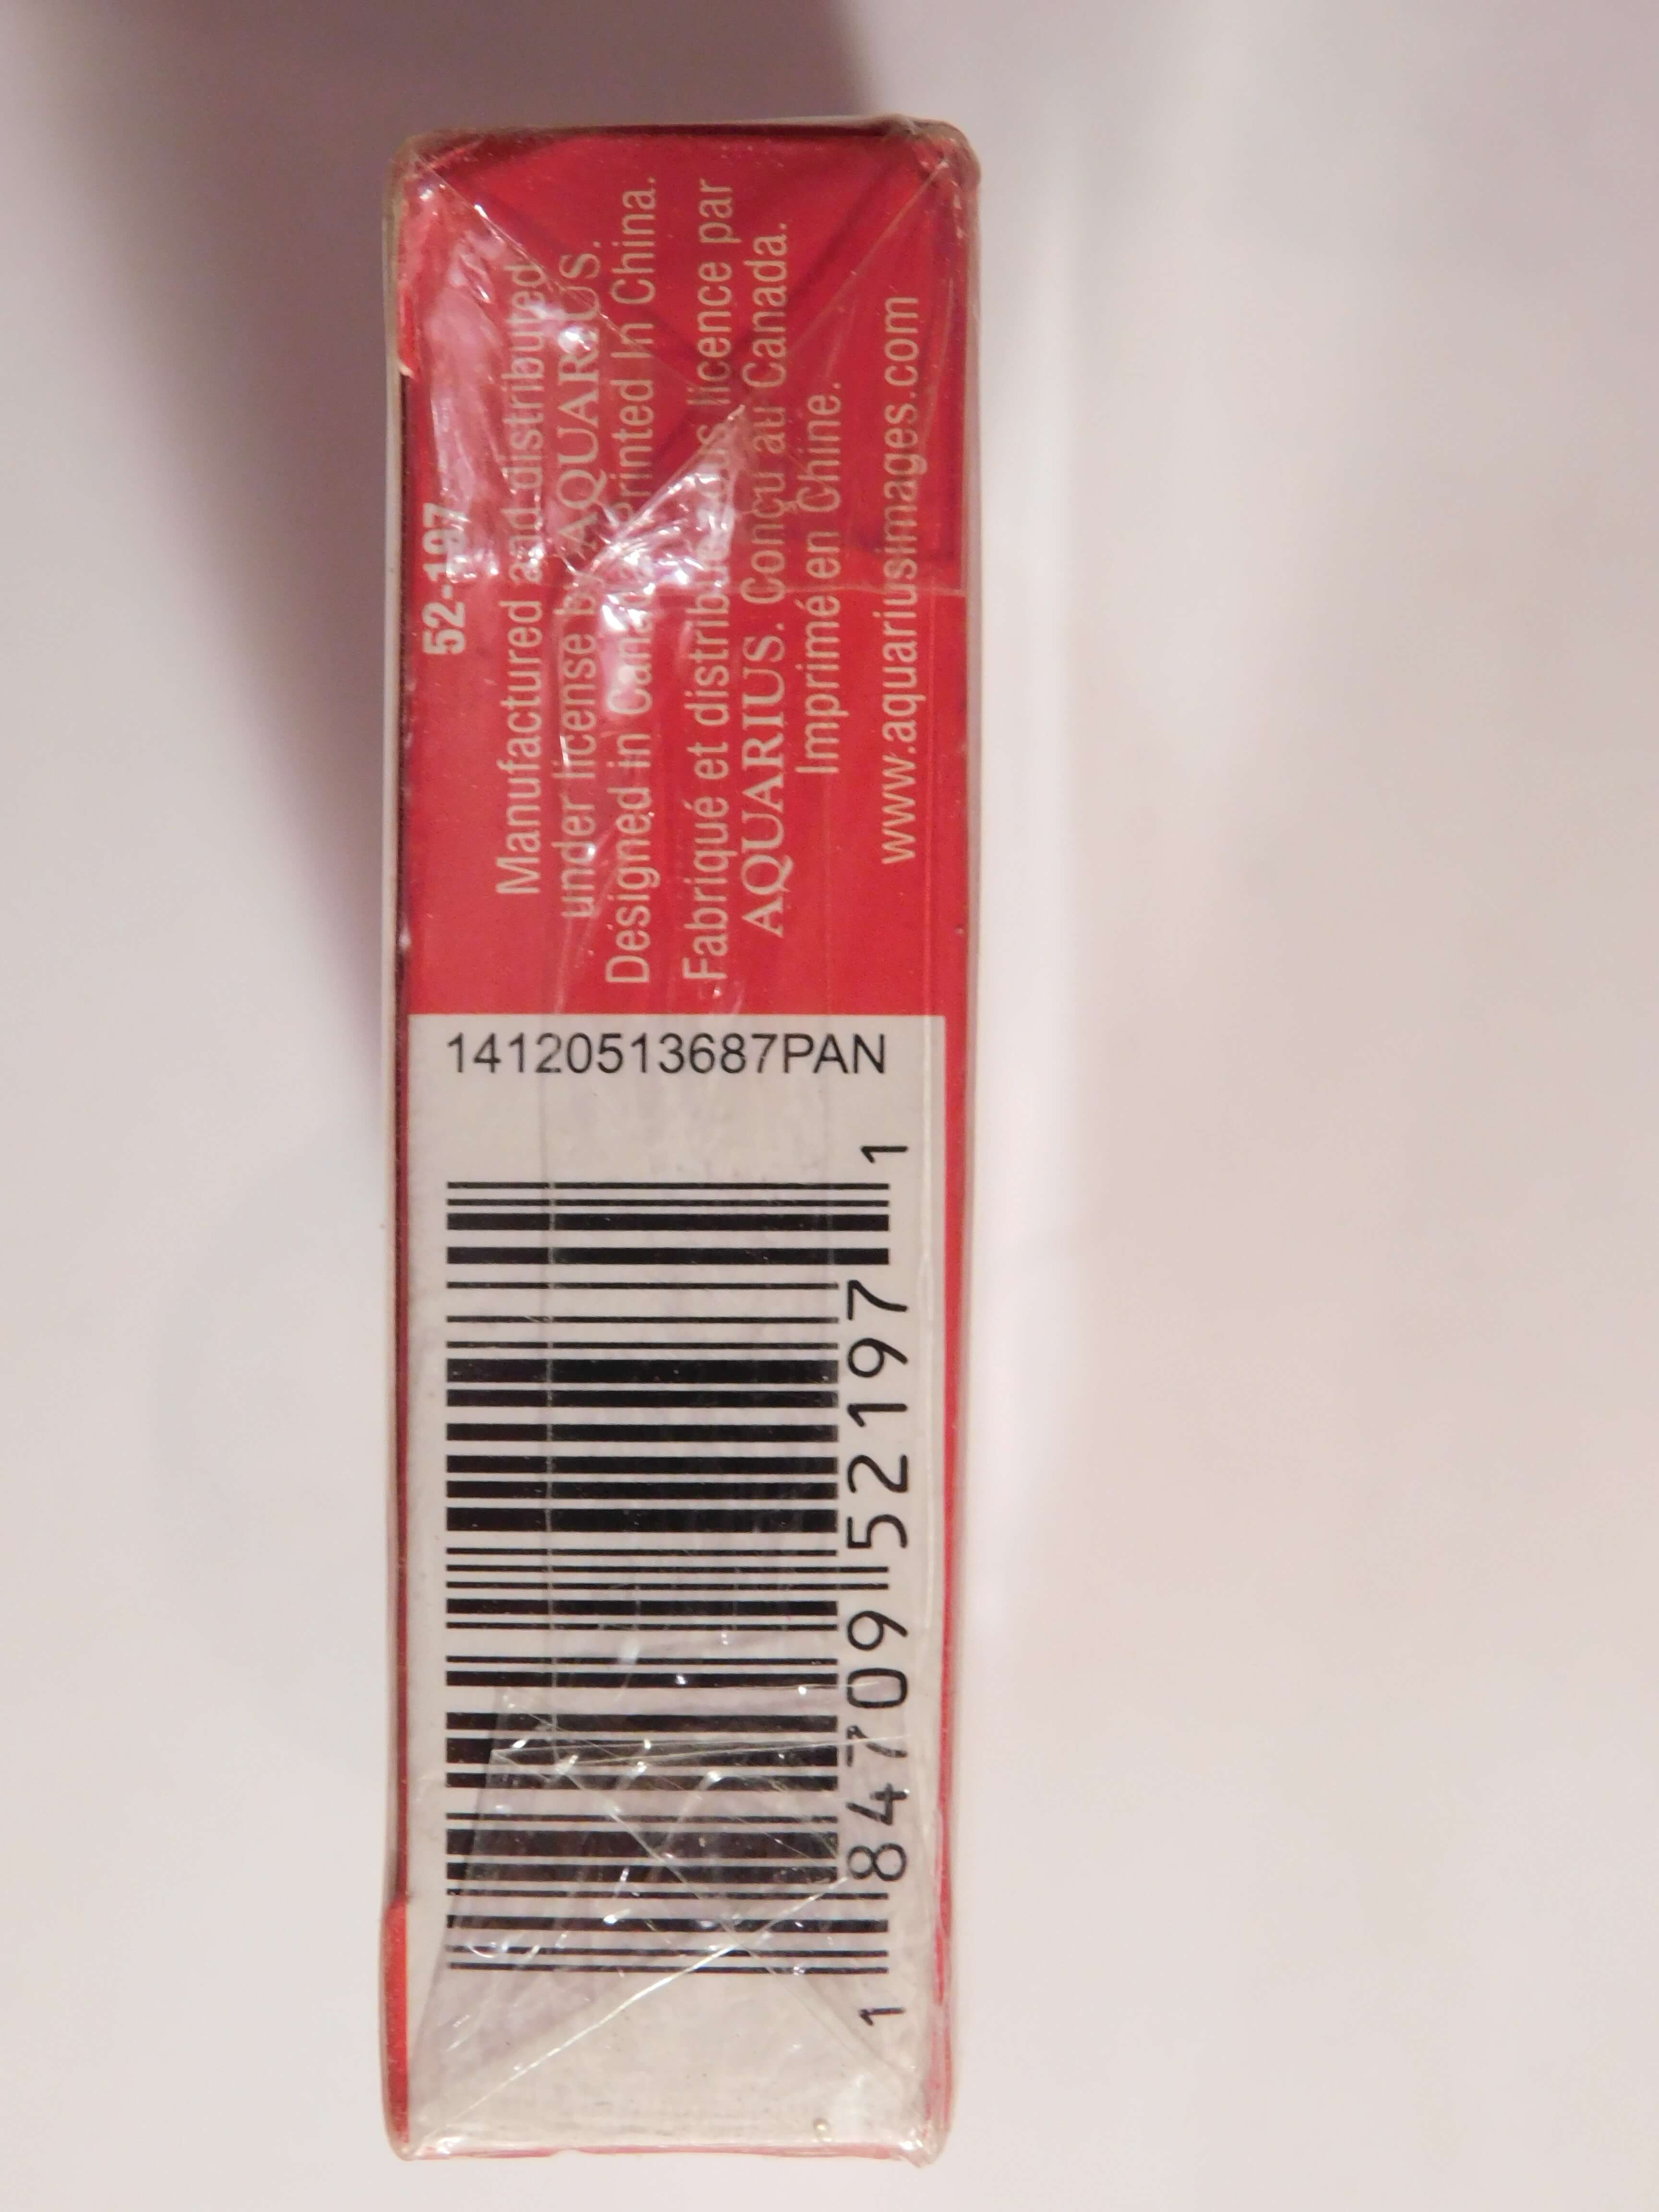 52-197
Manufactured and distributed
under license by AQUARIUS.
Designed in Canada. Printed In China.
Fabriqué et distribué sous licence par
AQUARIUS. Conçu au Canada.
Imprimé en Chine.
www.aquariusimages.com
14120513687PAN
1 84709 52197 1